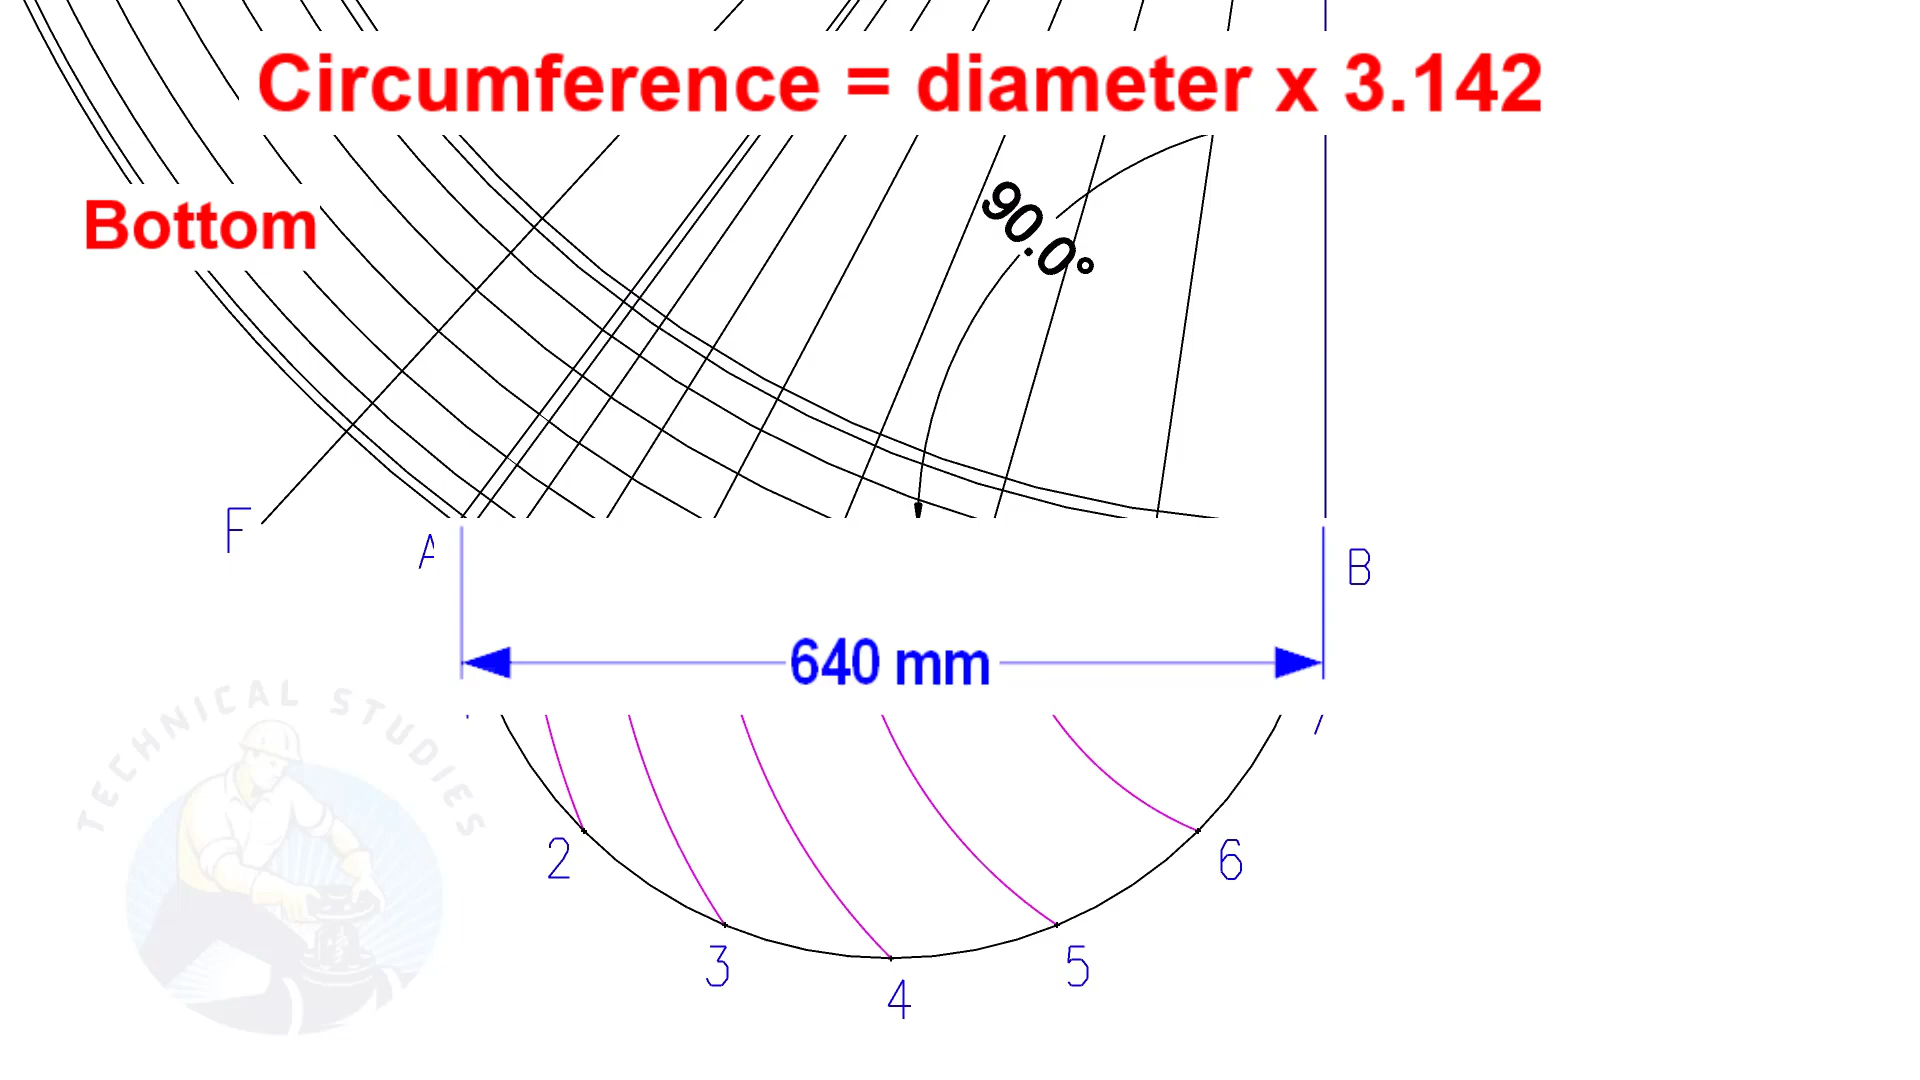 Circumference = diameter x 3.142
90.0°
Bottom
F
A
B
640 mm
TECHNICAL STUDIES
2
6
3
5
4